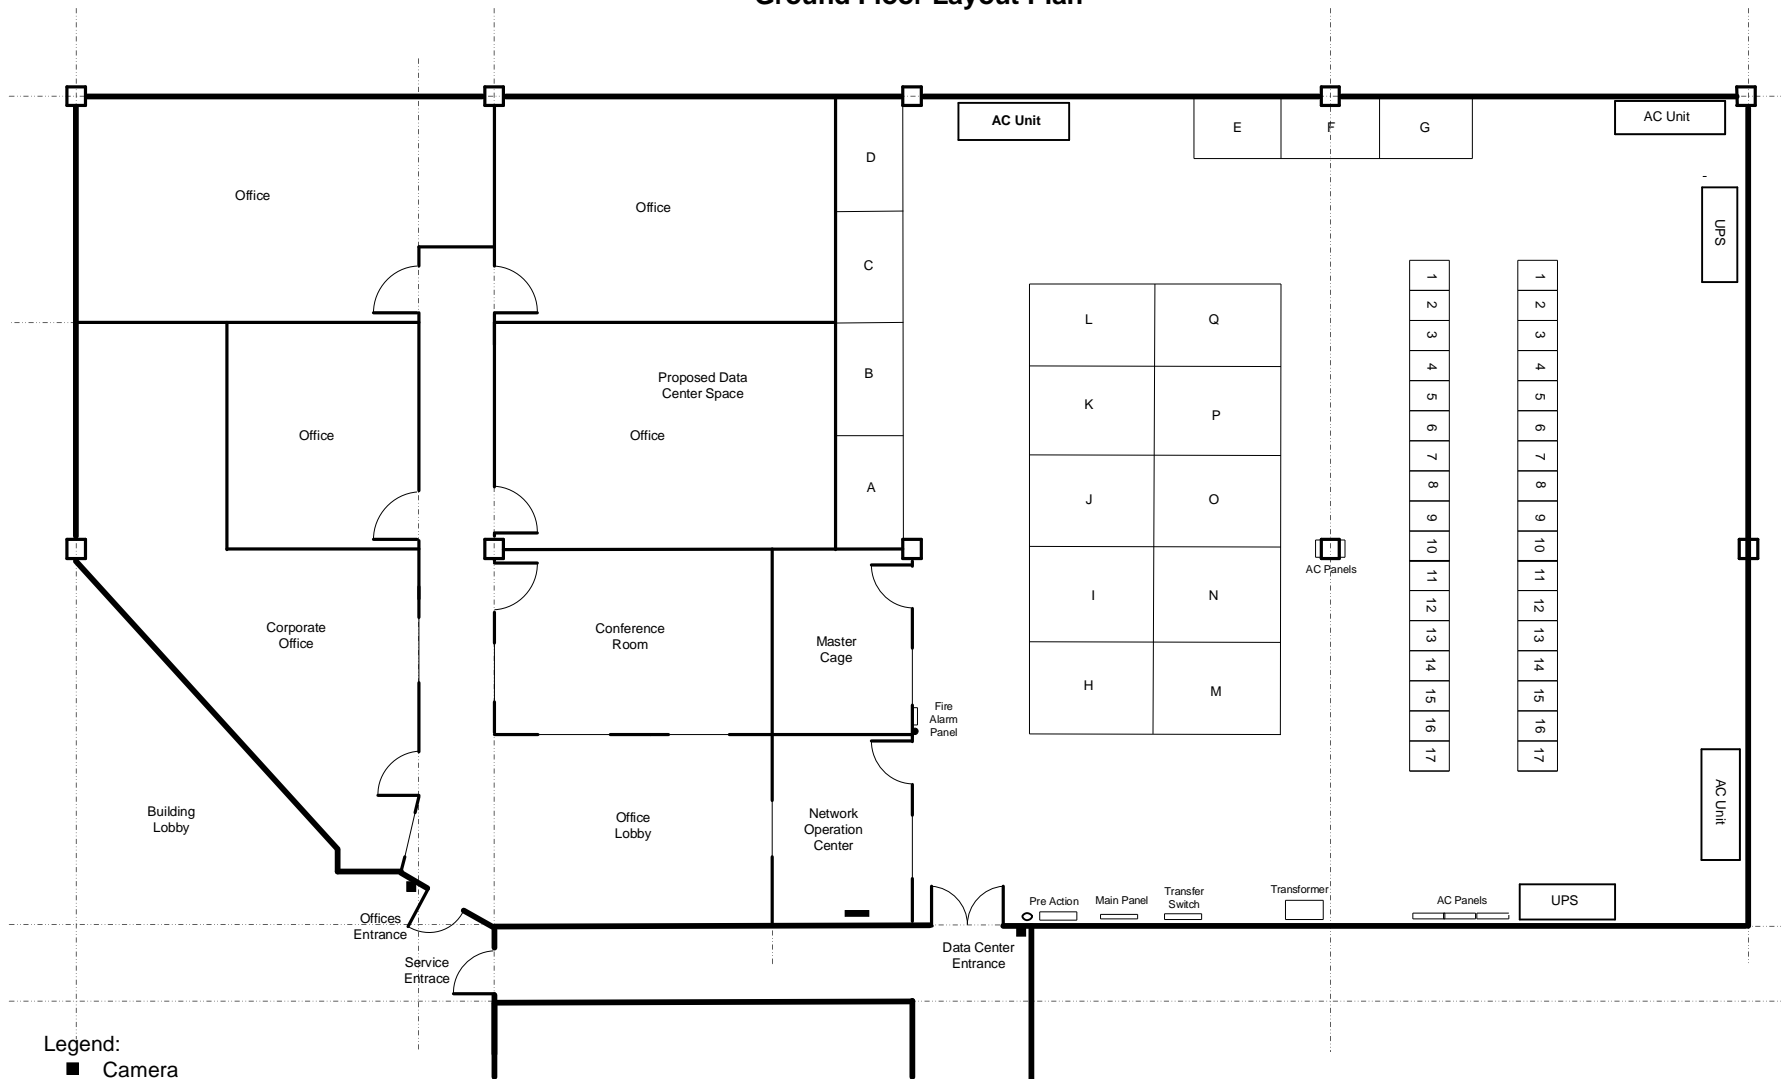 Ground Floor Layout Plan
AC Unit
E
F
G
AC Unit
D
Office
Office
UPS
C
1
2
3
4
5
6
7
8
9
10
11
12
13
14
15
16
17
1
2
3
4
5
6
7
8
9
10
11
12
13
14
15
16
17
L
Q
Proposed Data
Center Space
B
K
P
Office
Office
A
J
O
AC Panels
I
N
Corporate
Office
Conference
Room
Master
Cage
H
M
Fire
Alarm
Panel
Building
Lobby
Office
Lobby
Network
Operation
Center
AC Unit
Pre Action
Main Panel
Transfer
Switch
Transformer
AC Panels
UPS
Offices
Entrance
Data Center
Entrance
Service
Entrace
Legend:
Camera